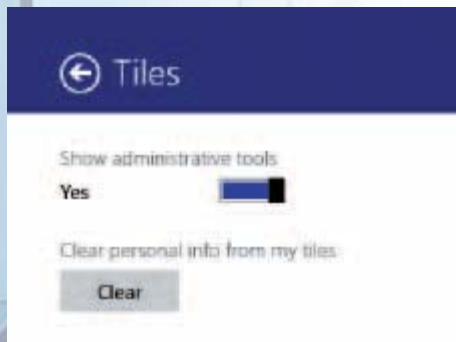 Tiles
Show administrative tools
Yes
Clear personal info from my tiles
Clear